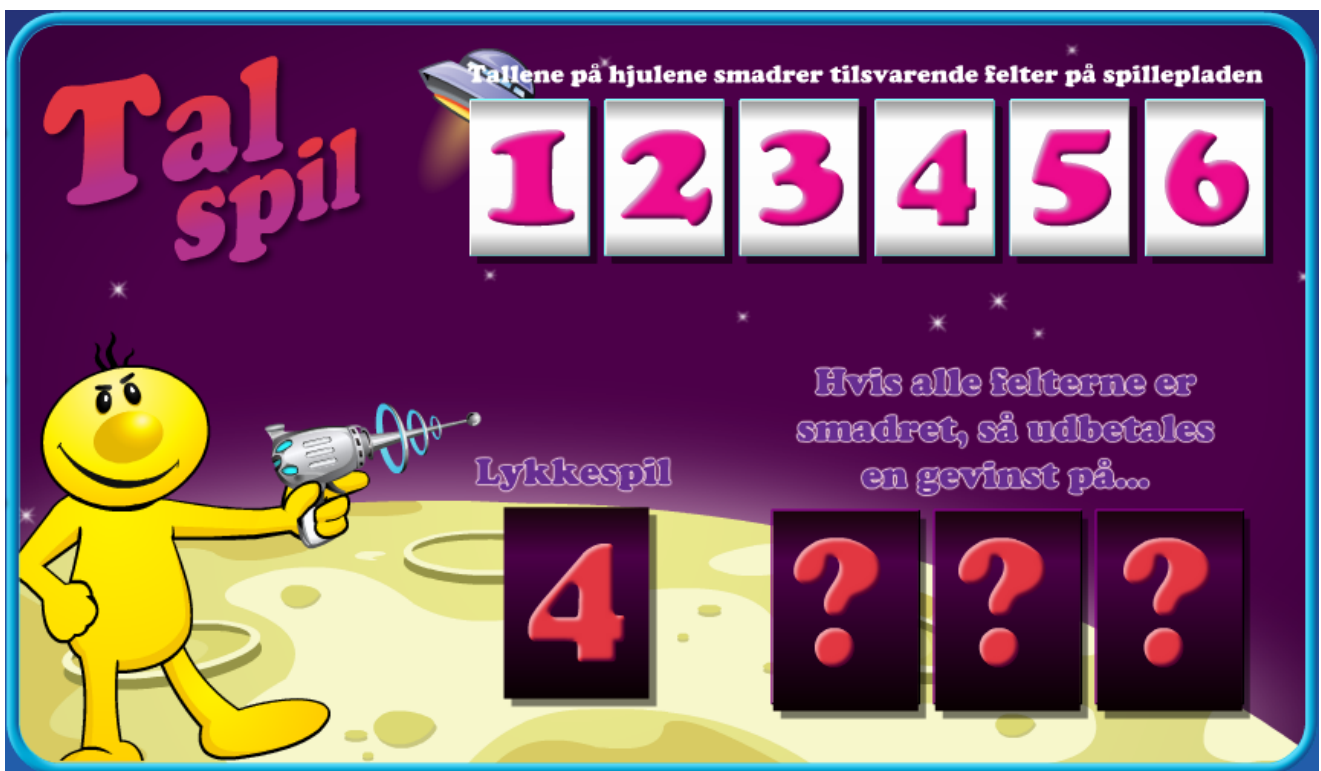 Tal
spil
Tallene på hjulene smadrer tilsvarende felter på spillepladen
1 2 3 4 5 6
Hvis alle felterne er
smadret, så udbetales
en gevinst på...
Lykkespil
4
? ? ?